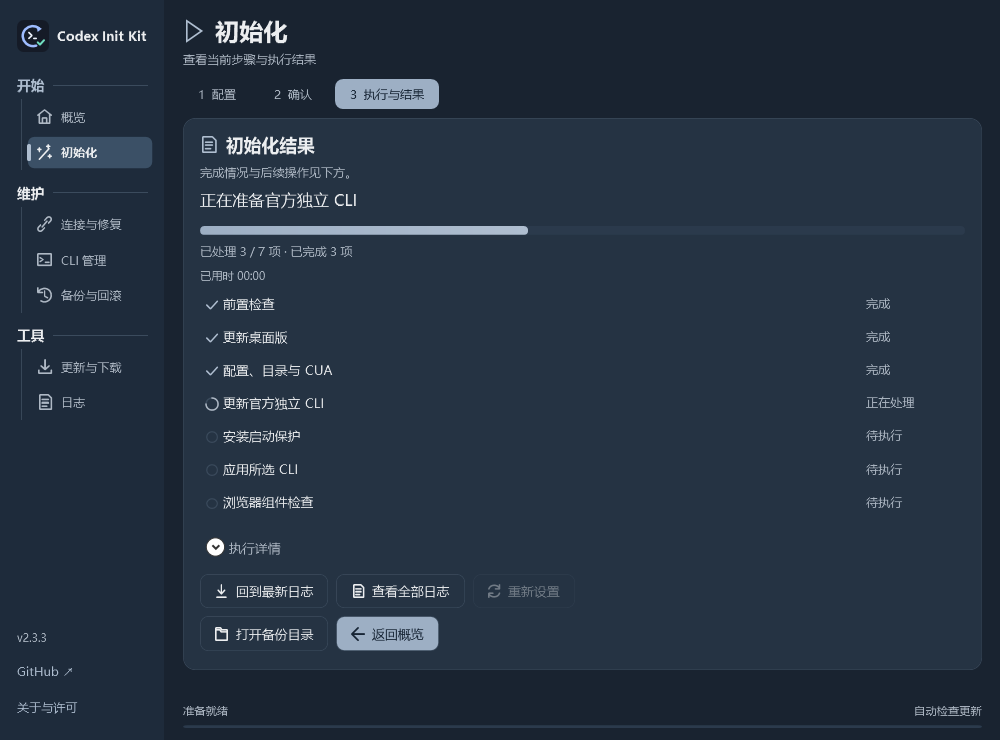 Codex Init Kit
开始
概览
初始化
维护
连接与修复
CLI 管理
备份与回滚
工具
更新与下载
日志
v2.3.3
GitHub ↗
关于与许可
初始化
查看当前步骤与执行结果
1 配置
2 确认
3 执行与结果
初始化结果
完成情况与后续操作见下方。
正在准备官方独立 CLI
已处理 3 / 7 项 · 已完成 3 项
已用时 00:00
前置检查 完成
更新桌面版 完成
配置、目录与 CUA 完成
更新官方独立 CLI 正在处理
安装启动保护 待执行
应用所选 CLI 待执行
浏览器组件检查 待执行
执行详情
回到最新日志 查看全部日志 重新设置
打开备份目录 返回概览
准备就绪 自动检查更新